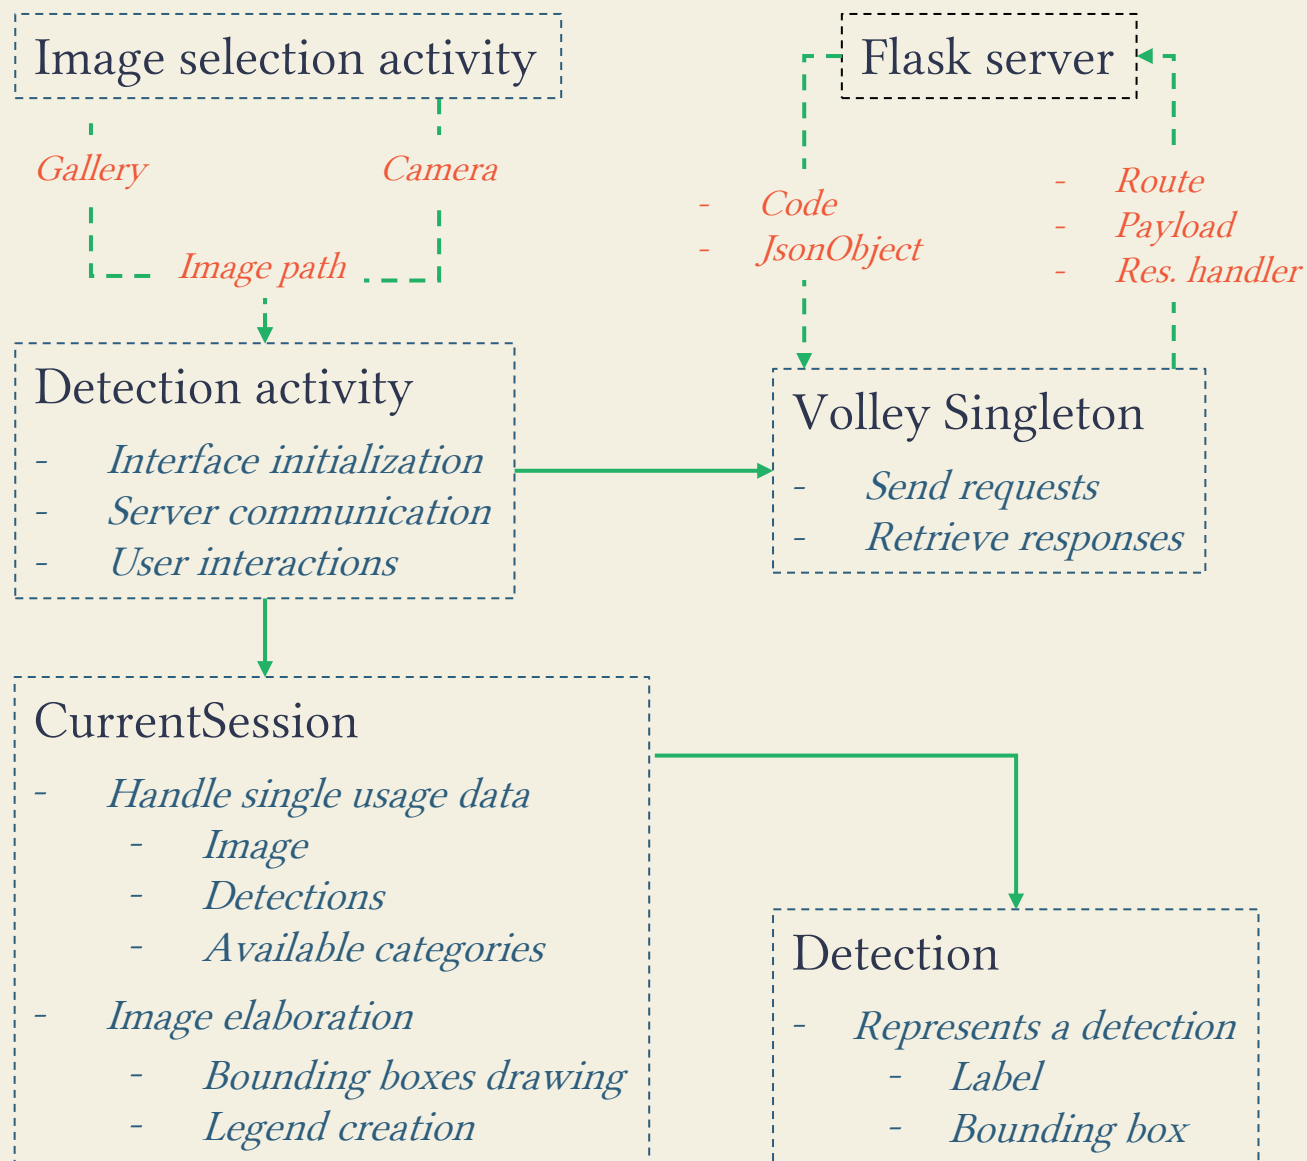 Image selection activity
Gallery
Camera
Image path
Flask server
- Code
- JsonObject
- Route
- Payload
- Res. handler
Detection activity
- Interface initialization
- Server communication
- User interactions
Volley Singleton
- Send requests
- Retrieve responses
CurrentSession
- Handle single usage data
- Image
- Detections
- Available categories
- Image elaboration
- Bounding boxes drawing
- Legend creation
Detection
- Represents a detection
- Label
- Bounding box